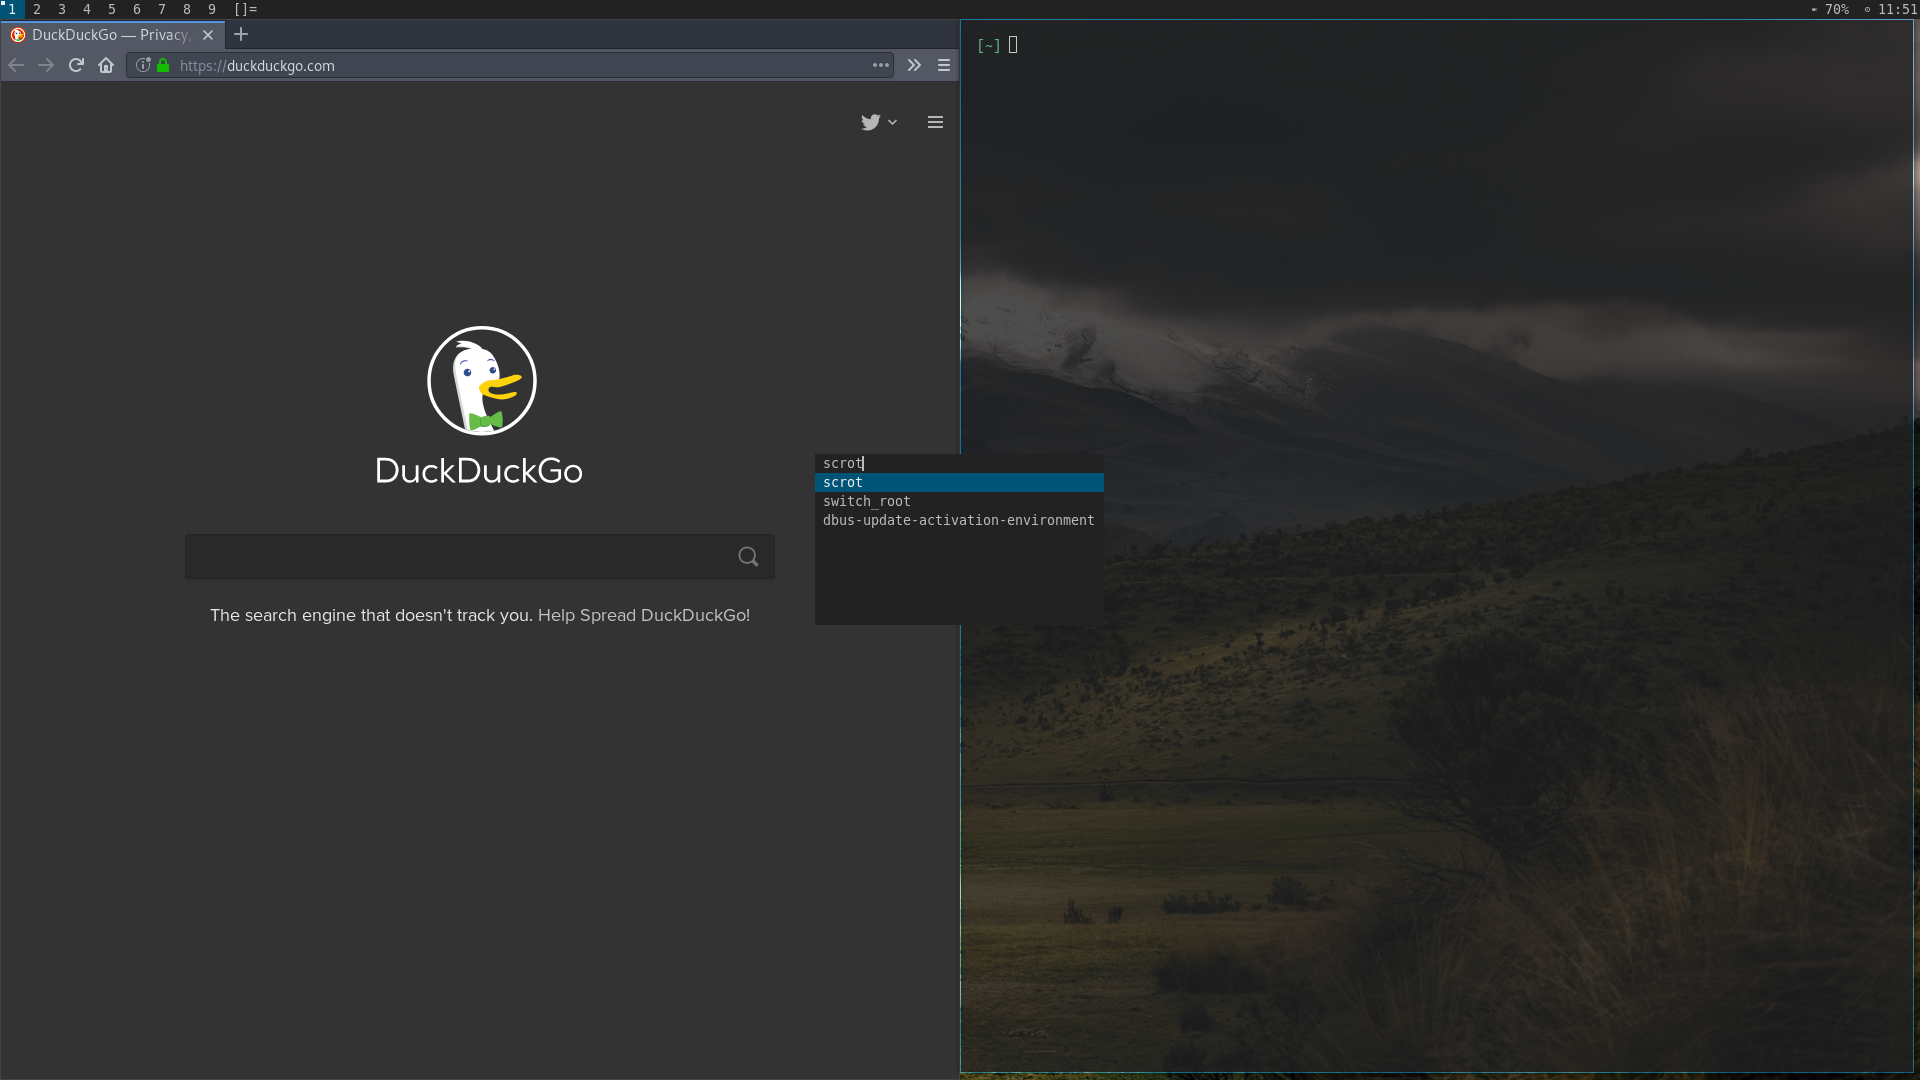 1 2 3 4 5 6 7 8 9 []=
70% 11:51
DuckDuckGo — Privacy,
https://duckduckgo.com
[~]
DuckDuckGo
scrot
scrot
switch_root
dbus-update-activation-environment
The search engine that doesn't track you. Help Spread DuckDuckGo!